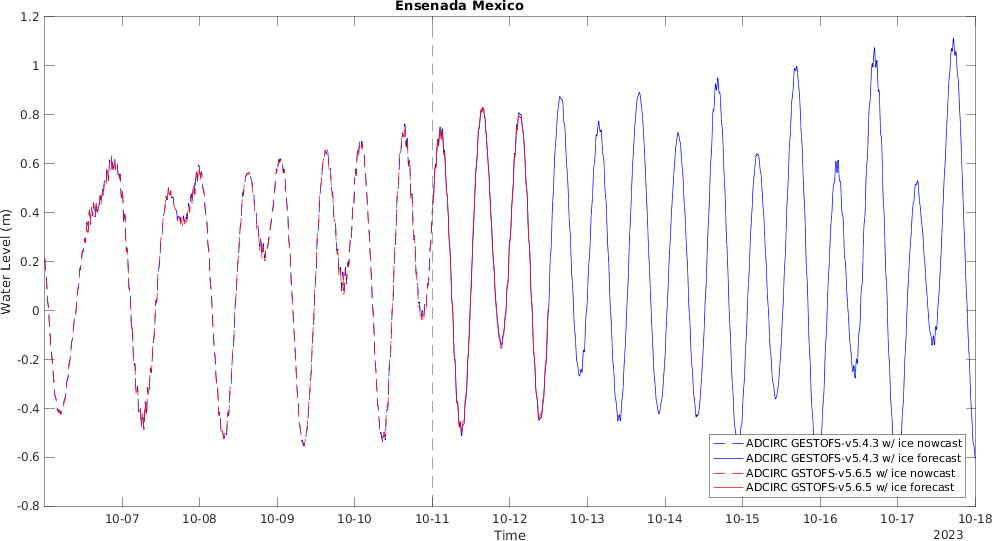 Ensenada Mexico
1.2
1
0.8
0.6
0.4
0.2
0
-0.2
-0.4
-0.6
-0.8
Water Level (m)
10-07 10-08 10-09 10-10 10-11 10-12 10-13 10-14 10-15 10-16 10-17 10-18
Time
2023
ADCIRC GESTOFS-v5.4.3 w/ ice nowcast
ADCIRC GESTOFS-v5.4.3 w/ ice forecast
ADCIRC GSTOFS-v5.6.5 w/ ice nowcast
ADCIRC GSTOFS-v5.6.5 w/ ice forecast